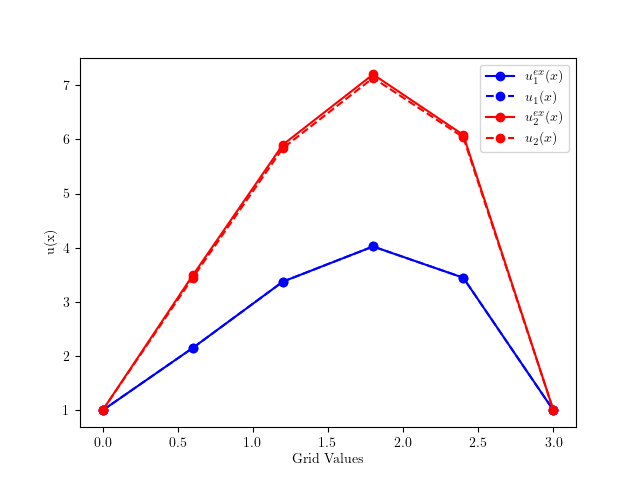 u_1^{ex}(x)
u_1(x)
u_2^{ex}(x)
u_2(x)
7
6
5
4
3
2
1
u(x)
0.0 0.5 1.0 1.5 2.0 2.5 3.0
Grid Values